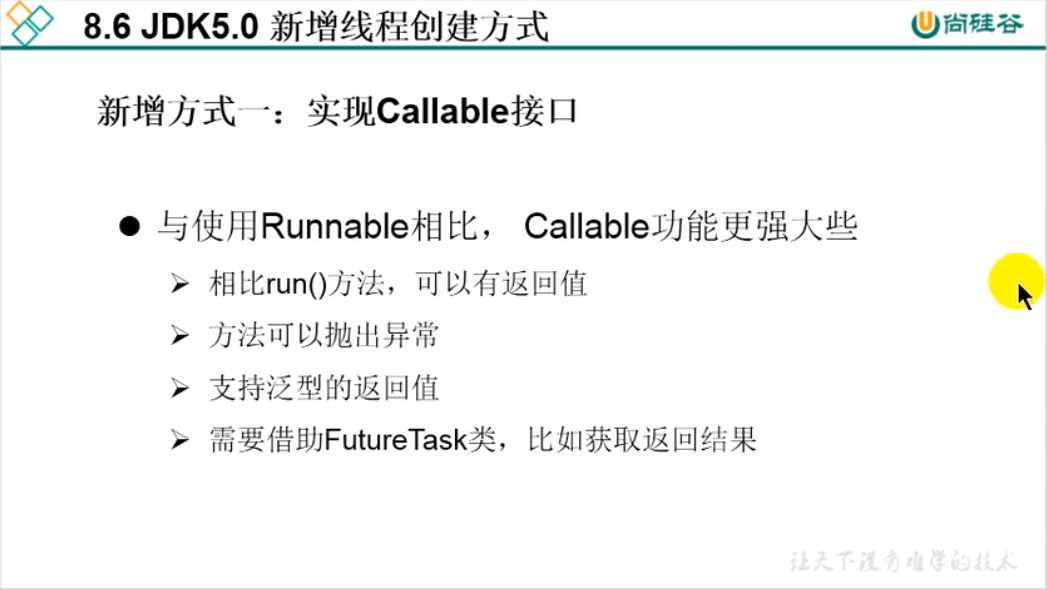 8.6 JDK5.0 新增线程创建方式
尚硅谷
新增方式一：实现Callable接口
与使用Runnable相比， Callable功能更强大些
相比run()方法，可以有返回值
方法可以抛出异常
支持泛型的返回值
需要借助FutureTask类，比如获取返回结果
让天下没有难学的技术